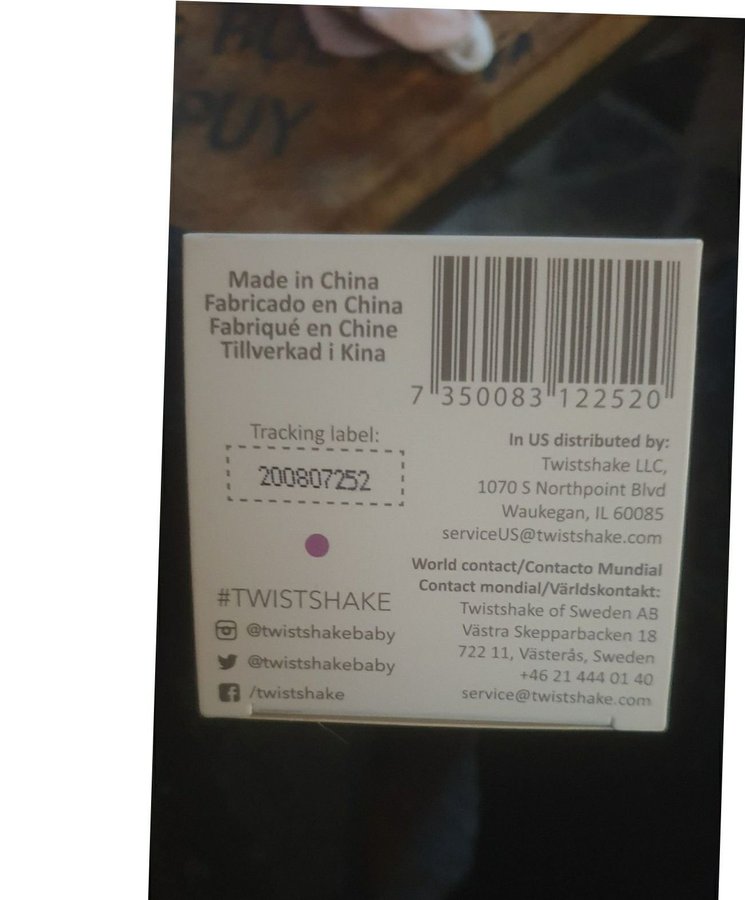 PUY
Made in China
Fabricado en China
Fabriqué en Chine
Tillverkad i Kina
7 350083 122520
Tracking label:
200807252
In US distributed by:
Twistshake LLC,
1070 S Northpoint Blvd
Waukegan, IL 60085
serviceUS@twistshake.com
World contact/Contacto Mundial
Contact mondial/Världskontakt:
Twistshake of Sweden AB
Västra Skepparbacken 18
722 11, Västerås, Sweden
+46 21 444 01 40
service@twistshake.com
#TWISTSHAKE
@twistshakebaby
@twistshakebaby
/twistshake